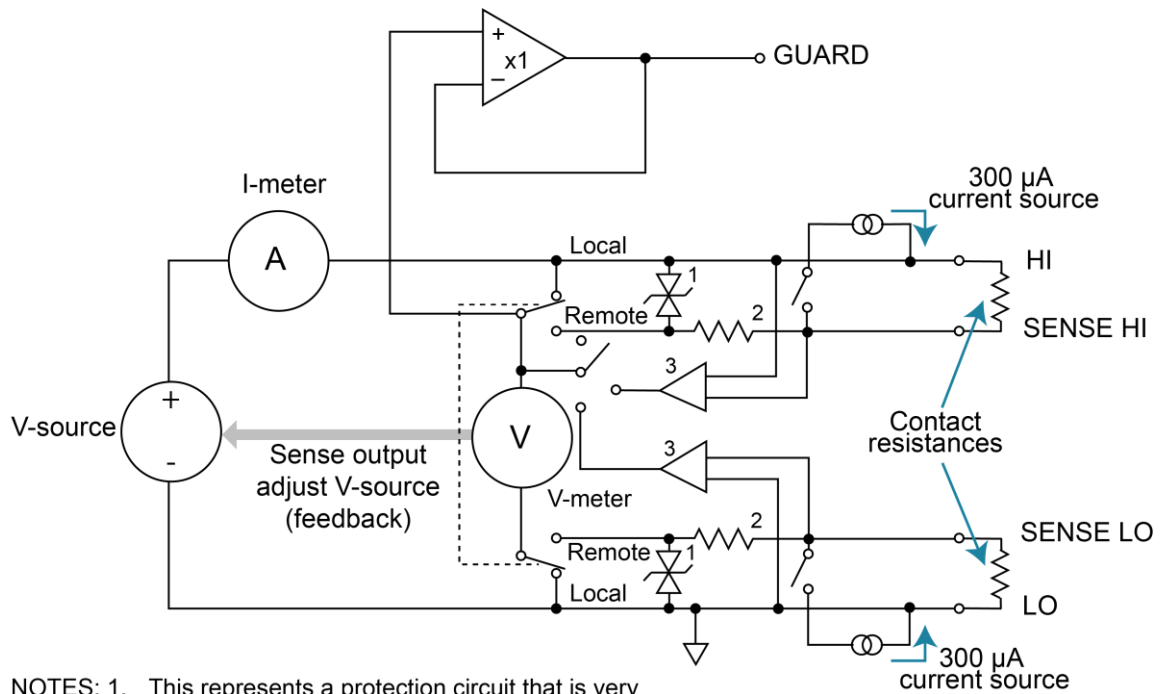 +
x1
−
GUARD
I-meter
A
300 µA
current source
Local
HI
1
Remote
2
SENSE HI
3
+
-
V-source
V
Contact
resistances
Sense output
adjust V-source
(feedback)
3
V-meter
2
SENSE LO
Remote
1
Local
LO
300 µA
current source
NOTES: 1. This represents a protection circuit that is very